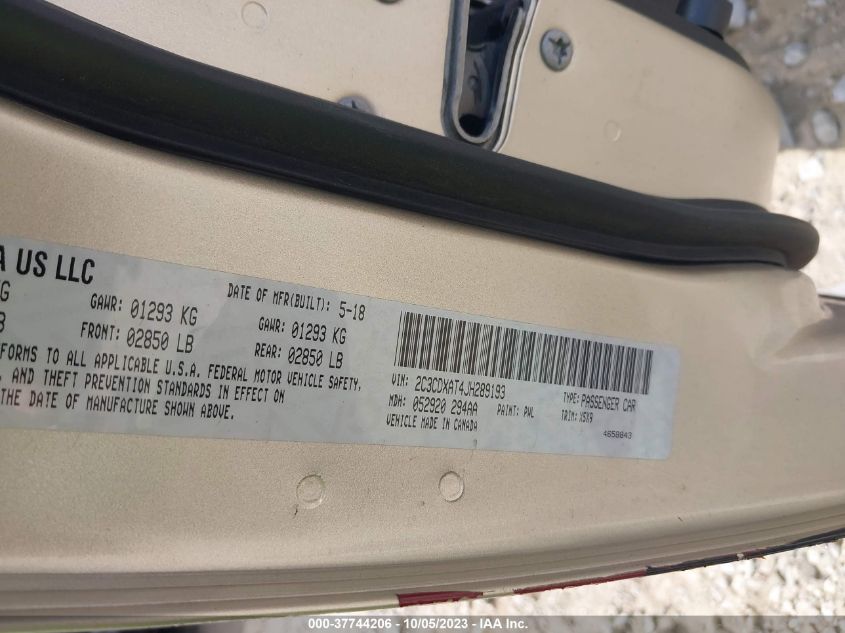 A US LLC
DATE OF MFR(BUILT): 5-18
G GAWR: 01293 KG GAWR: 01293 KG
B FRONT: 02850 LB REAR: 02850 LB
FORMS TO ALL APPLICABLE U.S.A. FEDERAL MOTOR VEHICLE SAFETY,
, AND THEFT PREVENTION STANDARDS IN EFFECT ON
THE DATE OF MANUFACTURE SHOWN ABOVE.
VIN: 2C3CDXAT4JH289193 TYPE: PASSENGER CAR
MDH: 052920 294AA PAINT: PWL TRIM: X5X9
VEHICLE MADE IN CANADA 4658843
000-37744206 - 10/05/2023 - © IAA Inc.